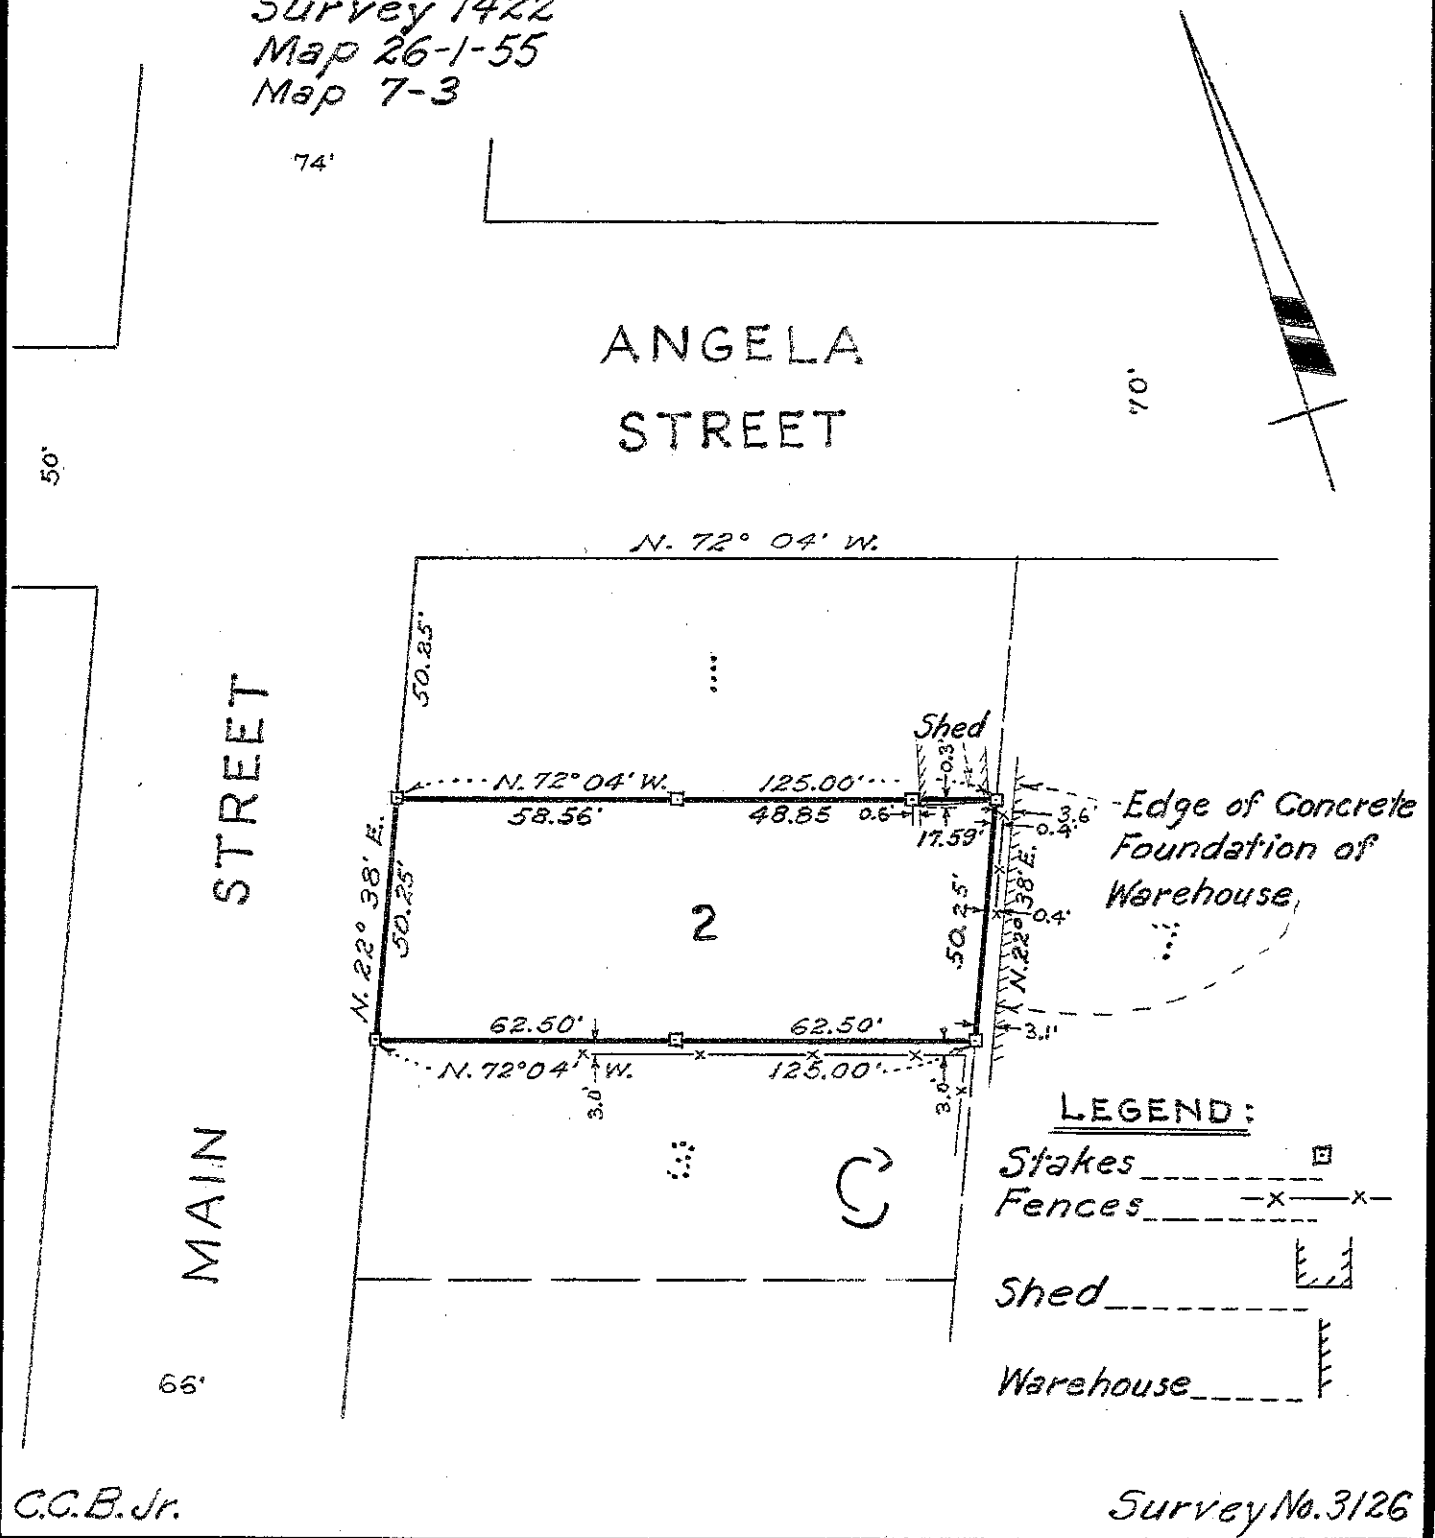 Survey 1422
Map 26-1-55
Map 7-3
74'
ANGELA
STREET
70'
50'
N. 72° 04' W.
50.25'
Shed
0.3'
N. 72° 04' W.
125.00'
58.56'
48.85
0.6'
17.59'
3.6'
0.4'
Edge of Concrete
Foundation of
Warehouse
N. 22° 38' E.
50.25'
2
50.25'
N. 22° 38' E.
0.4'
62.50'
62.50'
3.1'
N. 72° 04' W.
125.00'
3.0'
3.0'
MAIN STREET
C
66'
LEGEND:
Stakes
Fences
Shed
Warehouse
C.C.B. Jr.
Survey No. 3126